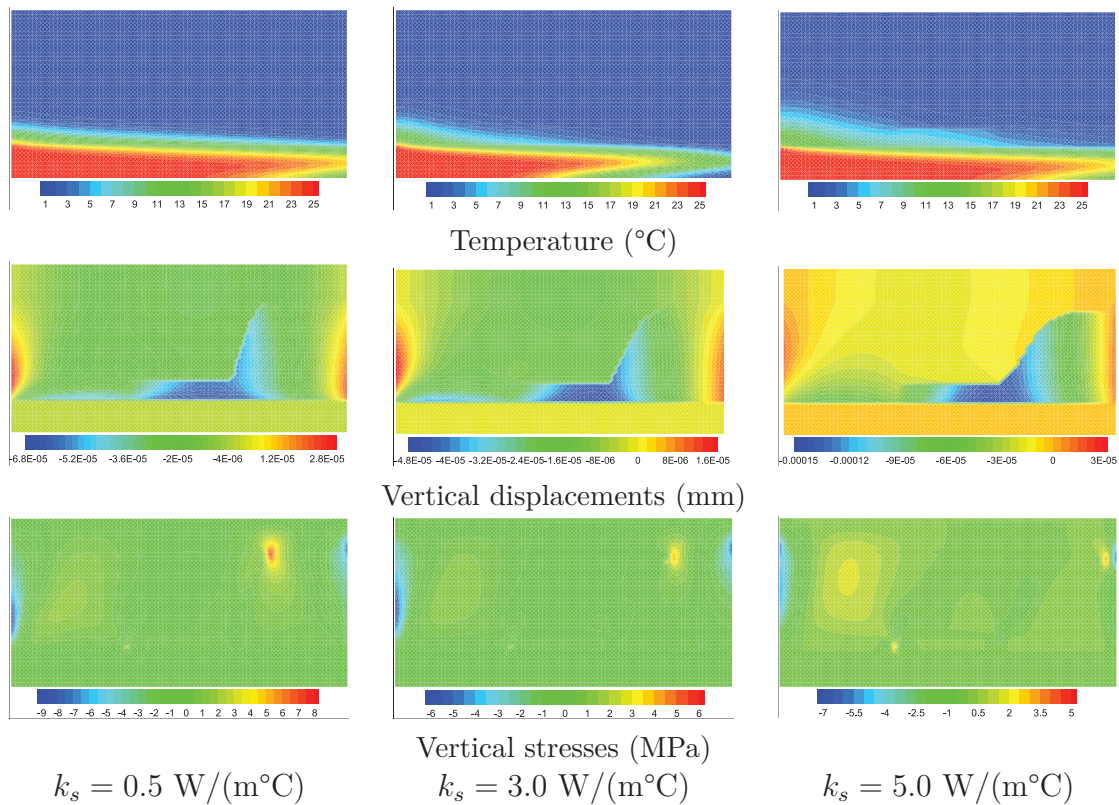 1 3 5 7 9 11 13 15 17 19 21 23 25
1 3 5 7 9 11 13 15 17 19 21 23 25
1 3 5 7 9 11 13 15 17 19 21 23 25
Temperature (°C)
-6.8E-05 -5.2E-05 -3.6E-05 -2E-05 -4E-06 1.2E-05 2.8E-05
-4.8E-05 -4E-05 -3.2E-05 -2.4E-05 -1.6E-05 -8E-06 0 8E-06 1.6E-05
-0.00015 -0.00012 -9E-05 -6E-05 -3E-05 0 3E-05
Vertical displacements (mm)
-9 -8 -7 -6 -5 -4 -3 -2 -1 0 1 2 3 4 5 6 7 8
-6 -5 -4 -3 -2 -1 0 1 2 3 4 5 6
-7 -5.5 -4 -2.5 -1 0.5 2 3.5 5
Vertical stresses (MPa)
k_s = 0.5 W/(m°C) k_s = 3.0 W/(m°C) k_s = 5.0 W/(m°C)